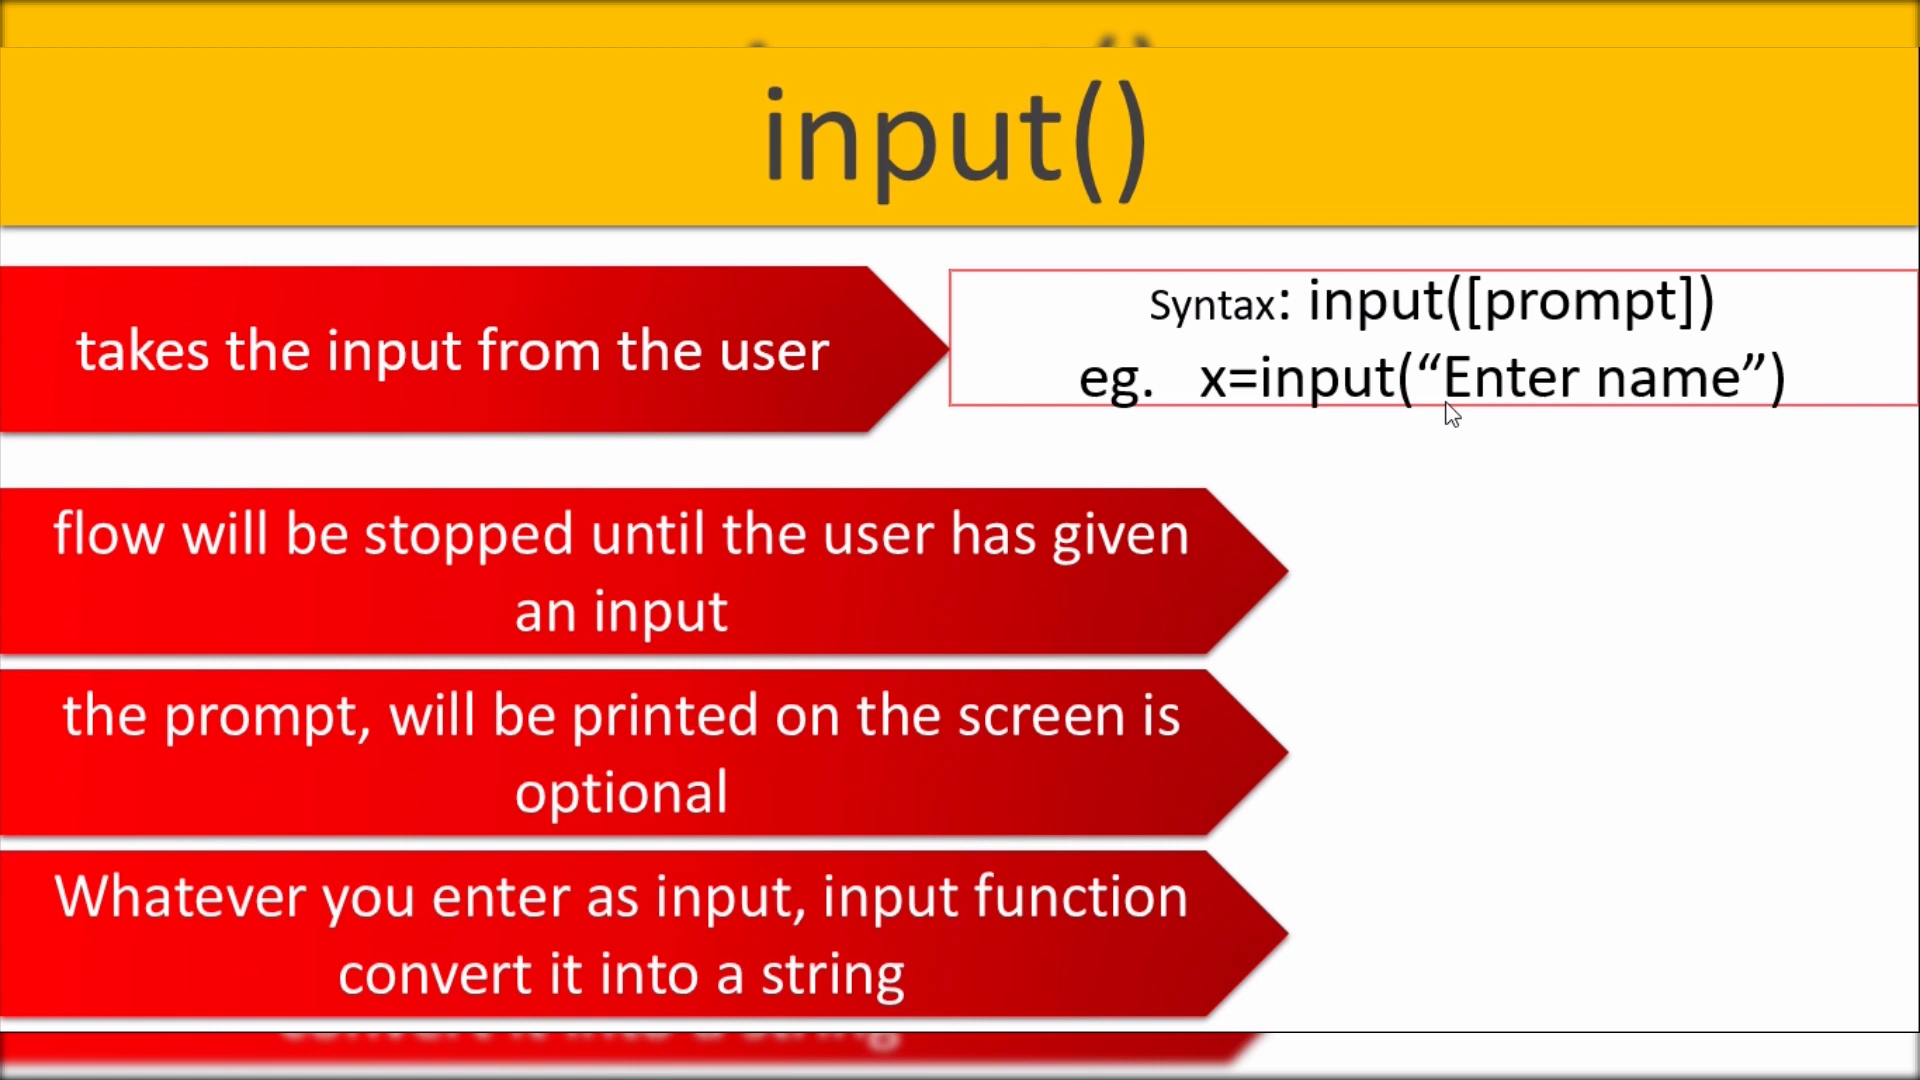 input()
takes the input from the user
Syntax: input([prompt])
eg. x=input(“Enter name”)
flow will be stopped until the user has given
an input
the prompt, will be printed on the screen is
optional
Whatever you enter as input, input function
convert it into a string